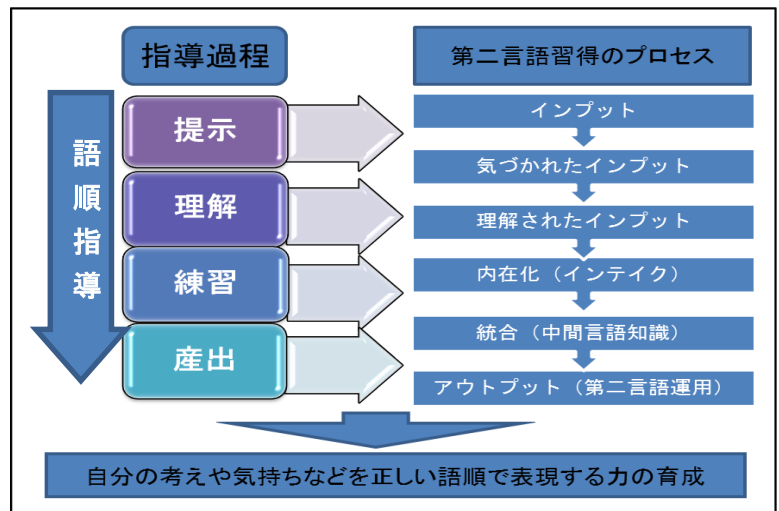 指導過程
第二言語習得のプロセス
語順指導
提示
理解
練習
産出
インプット
気づかれたインプット
理解されたインプット
内在化（インテイク）
統合（中間言語知識）
アウトプット（第二言語運用）
自分の考えや気持ちなどを正しい語順で表現する力の育成